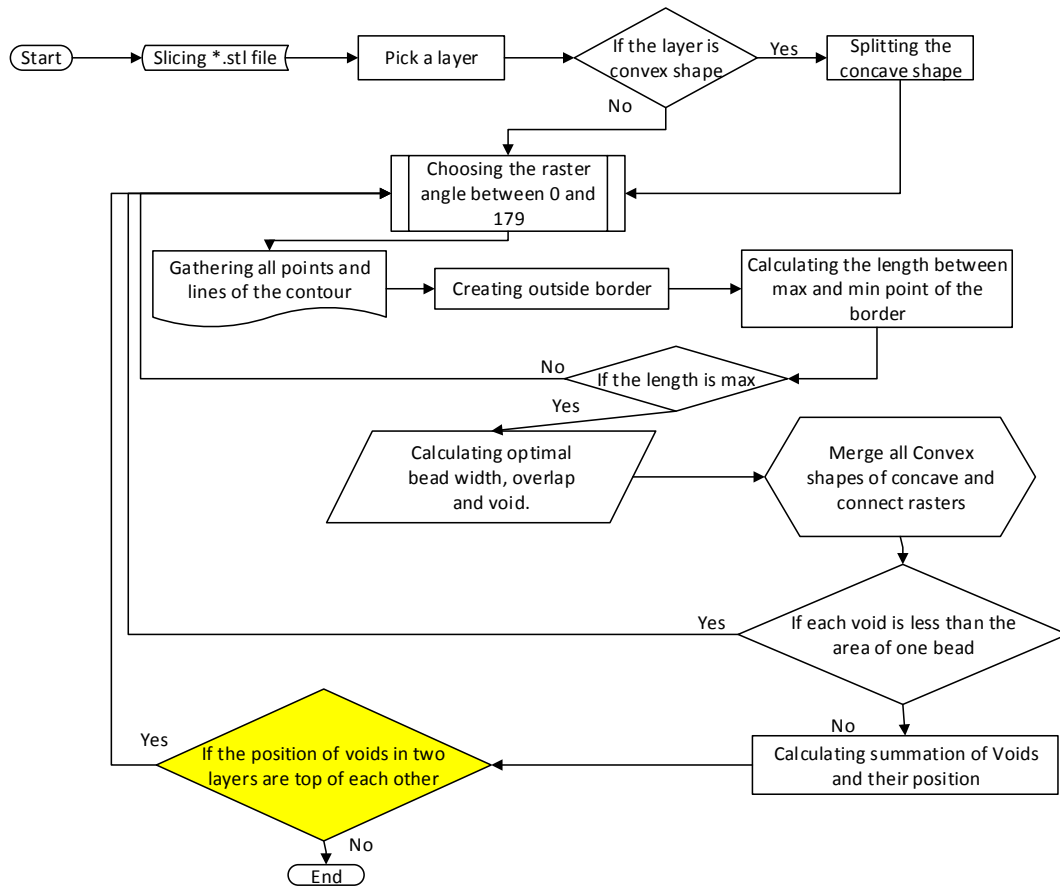 Start
Slicing *.stl file
Pick a layer
If the layer is
convex shape
Yes
Splitting the
concave shape
No
Choosing the raster
angle between 0 and
179
Gathering all points and
lines of the contour
Creating outside border
Calculating the length between
max and min point of the
border
No
If the length is max
Yes
Calculating optimal
bead width, overlap
and void.
Merge all Convex
shapes of concave and
connect rasters
Yes
If each void is less than the
area of one bead
No
Calculating summation of Voids
and their position
Yes
If the position of voids in two
layers are top of each other
No
End